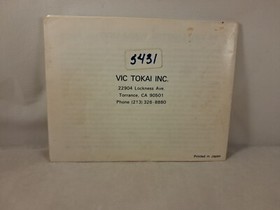 5431
VIC TOKAI INC.
22904 Lockness Ave.
Torrance, CA 90501
Phone (213) 326-8880
Printed in Japan